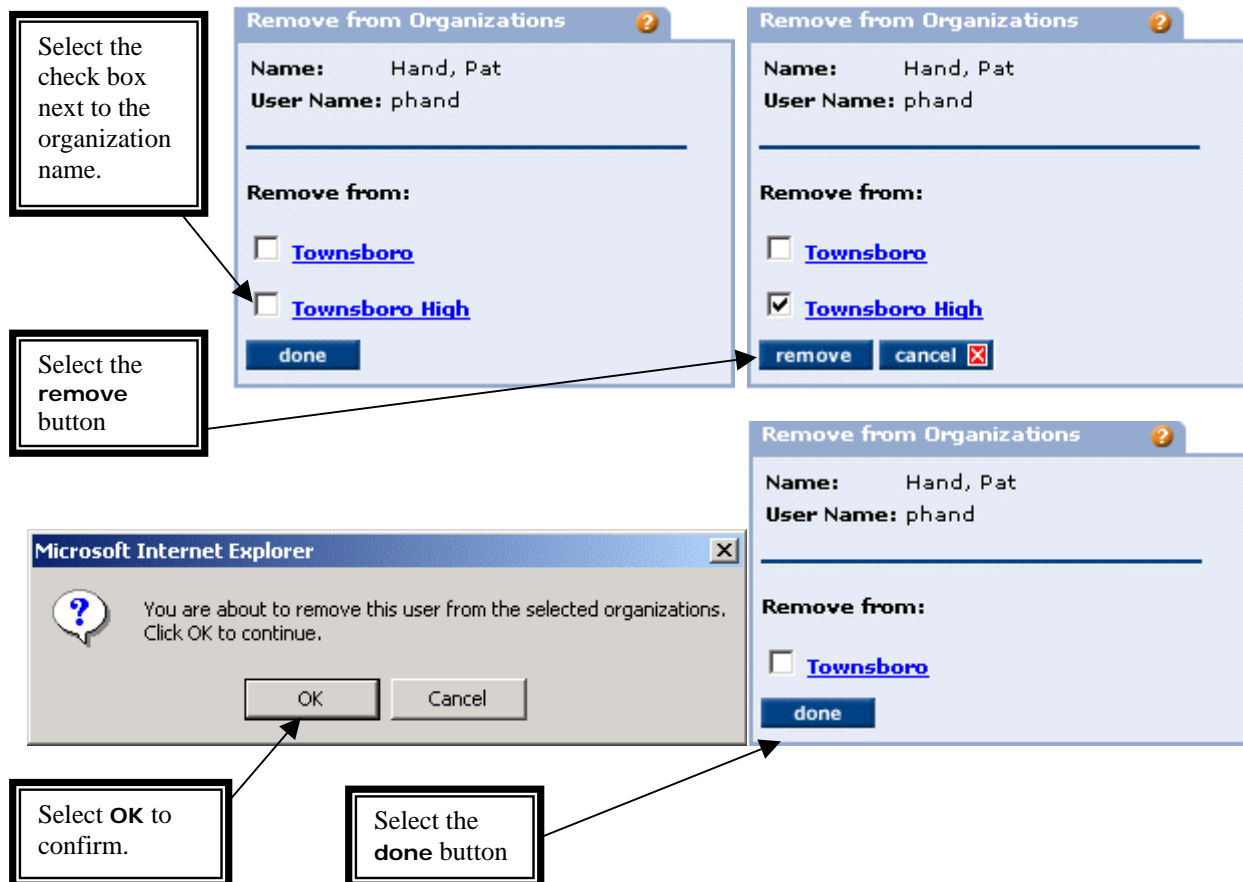 Select the
check box
next to the
organization
name.
Remove from Organizations ?
Name: Hand, Pat
User Name: phand
Remove from:
Townsboro
Townsboro High
done
Remove from Organizations ?
Name: Hand, Pat
User Name: phand
Remove from:
Townsboro
Townsboro High
remove cancel
Select the
remove
button
Microsoft Internet Explorer
You are about to remove this user from the selected organizations.
Click OK to continue.
OK Cancel
Select OK to
confirm.
Remove from Organizations ?
Name: Hand, Pat
User Name: phand
Remove from:
Townsboro
done
Select the
done button